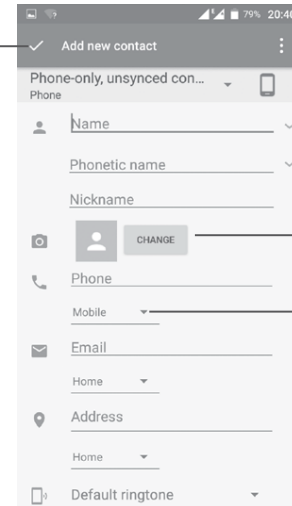 79% 20:46
Add new contact
Phone-only, unsynced con...
Phone
Name
Phonetic name
Nickname
CHANGE
Phone
Mobile
Email
Home
Address
Home
Default ringtone